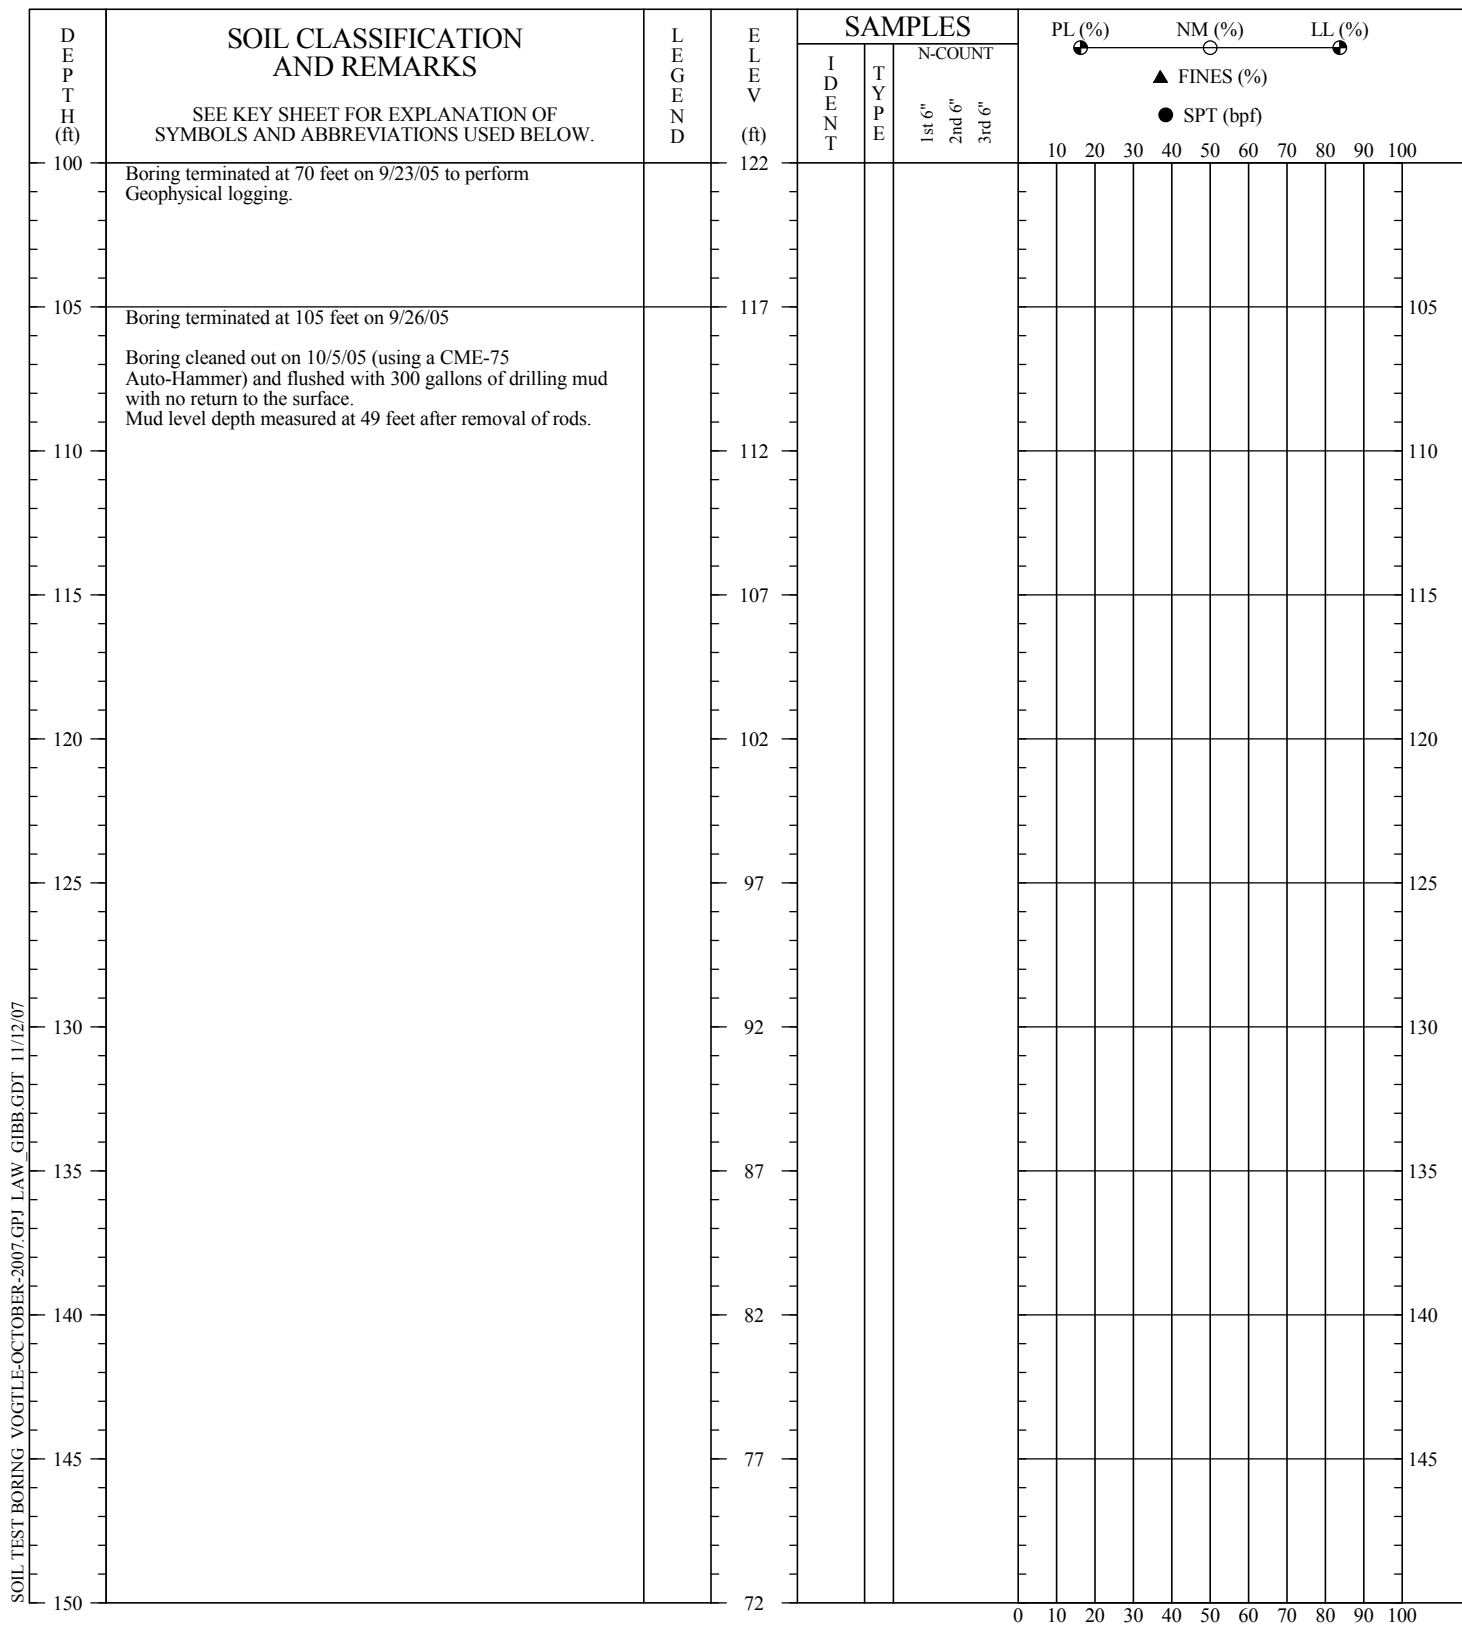 DEPTH (ft)
SOIL CLASSIFICATION
AND REMARKS
SEE KEY SHEET FOR EXPLANATION OF
SYMBOLS AND ABBREVIATIONS USED BELOW.
LEGEND
ELEV (ft)
SAMPLES
IDENT
TYPE
N-COUNT
1st 6"
2nd 6"
3rd 6"
PL (%) NM (%) LL (%)
FINES (%)
SPT (bpf)
10 20 30 40 50 60 70 80 90 100
100 122
Boring terminated at 70 feet on 9/23/05 to perform
Geophysical logging.
105 117 105
Boring terminated at 105 feet on 9/26/05
Boring cleaned out on 10/5/05 (using a CME-75
Auto-Hammer) and flushed with 300 gallons of drilling mud
with no return to the surface.
Mud level depth measured at 49 feet after removal of rods.
110 112 110
115 107 115
120 102 120
125 97 125
130 92 130
135 87 135
140 82 140
145 77 145
150 72
0 10 20 30 40 50 60 70 80 90 100
SOIL TEST BORING VOGTLE-OCTOBER-2007.GPJ LAW_GIBB.GDT 11/12/07